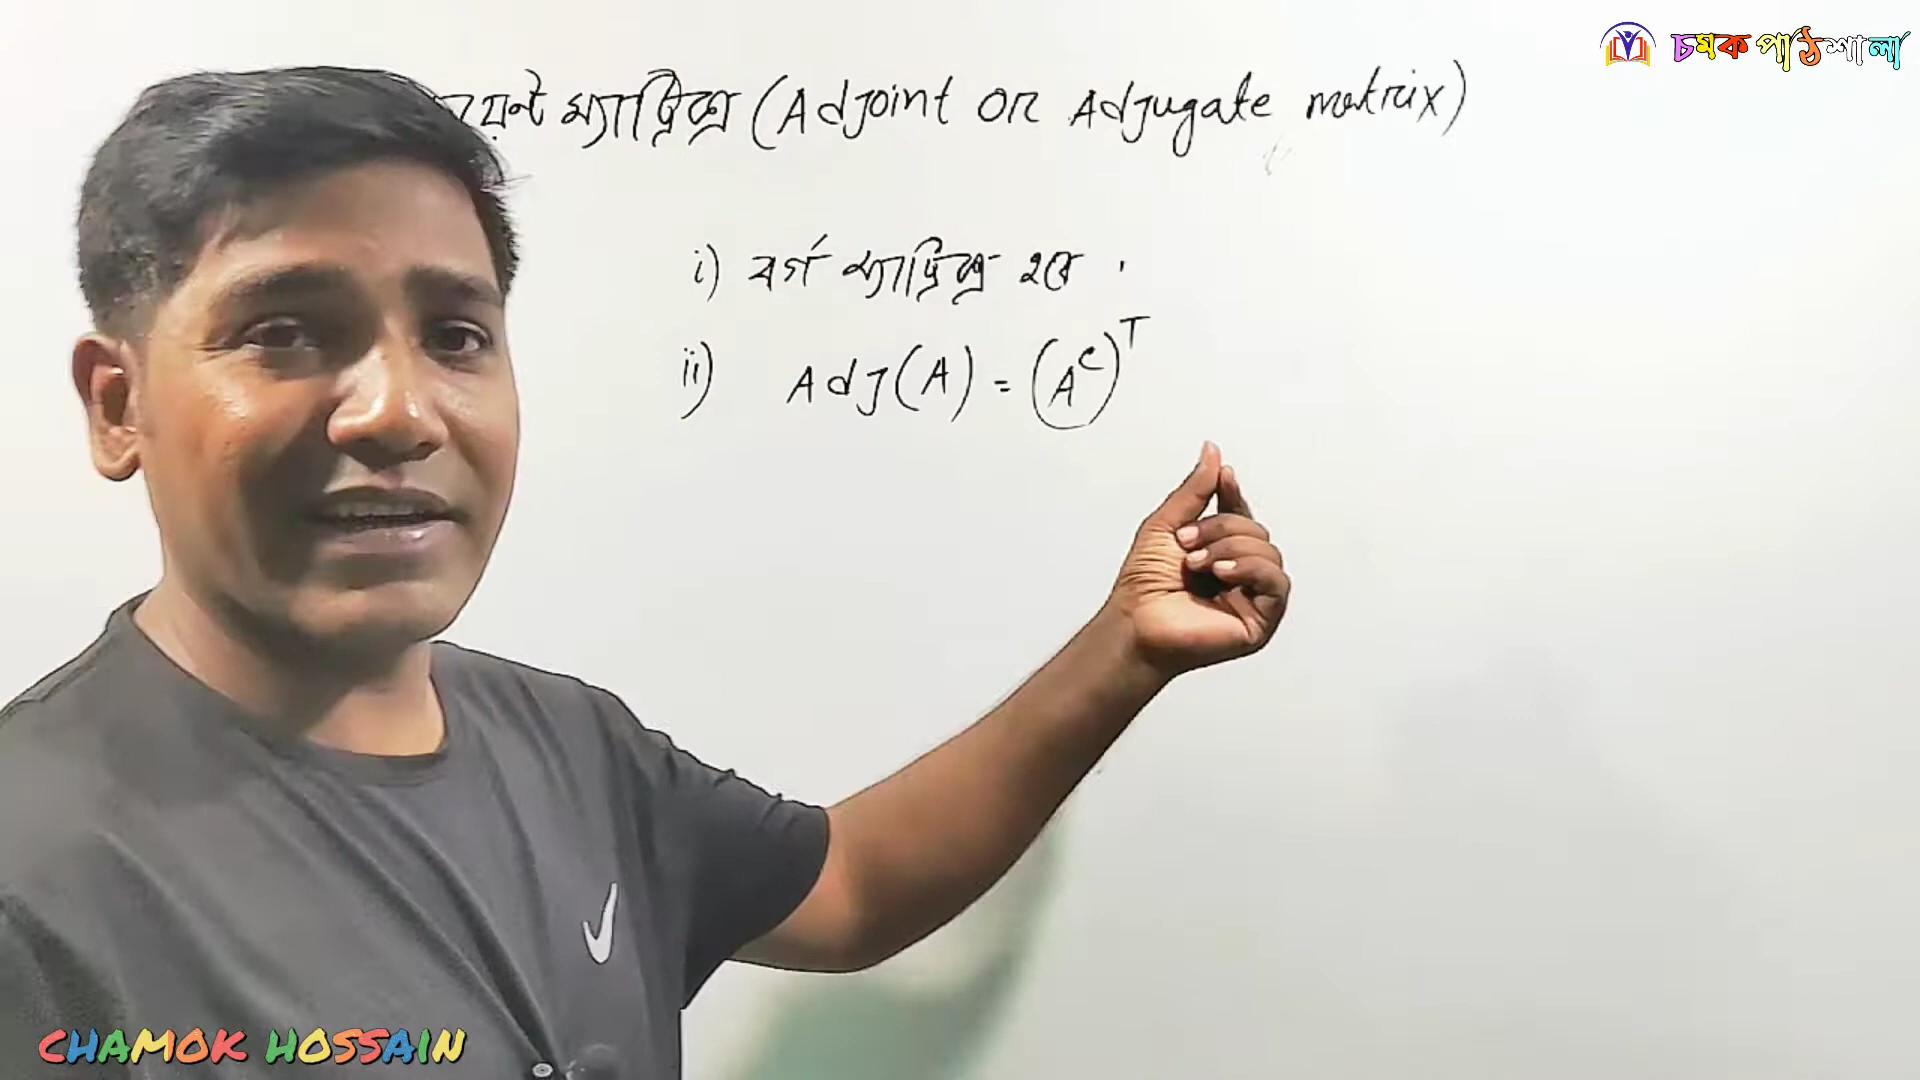 চমক পাঠশালা
ম্যাট্রিক্স (Adjoint or Adjugate matrix)
i) বর্গ ম্যাট্রিক্স হবে .
ii) Adj(A) = (A^c)^T
CHAMOK HOSSAIN